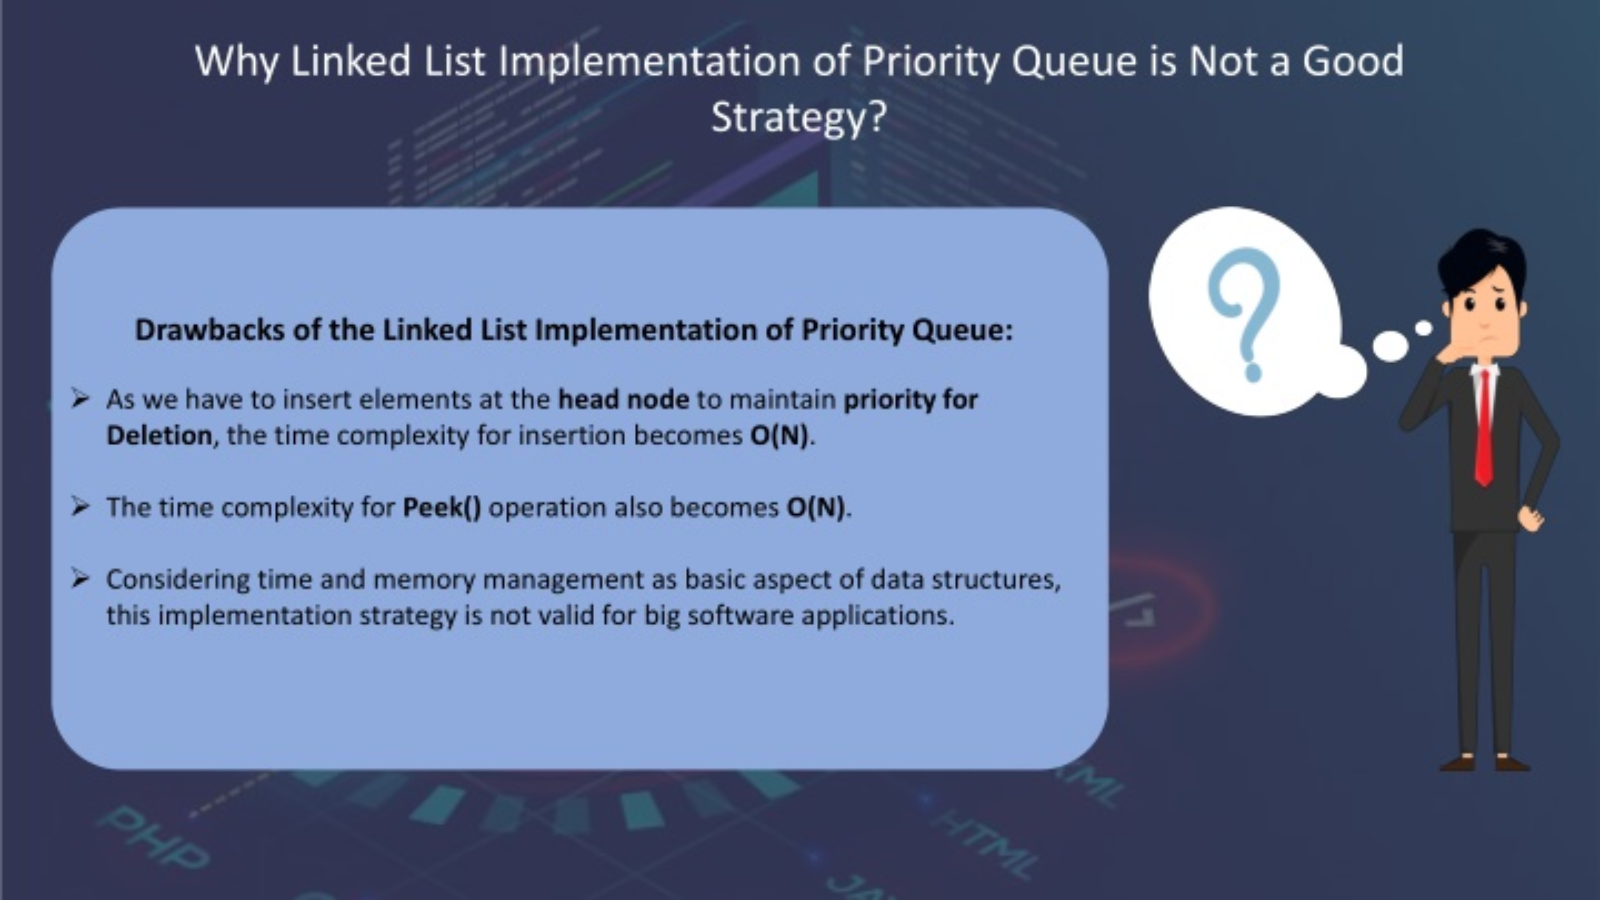 Why Linked List Implementation of Priority Queue is Not a Good
Strategy?
Drawbacks of the Linked List Implementation of Priority Queue:
➢ As we have to insert elements at the head node to maintain priority for
Deletion, the time complexity for insertion becomes O(N).
➢ The time complexity for Peek() operation also becomes O(N).
➢ Considering time and memory management as basic aspect of data structures,
this implementation strategy is not valid for big software applications.
PHP
HTML